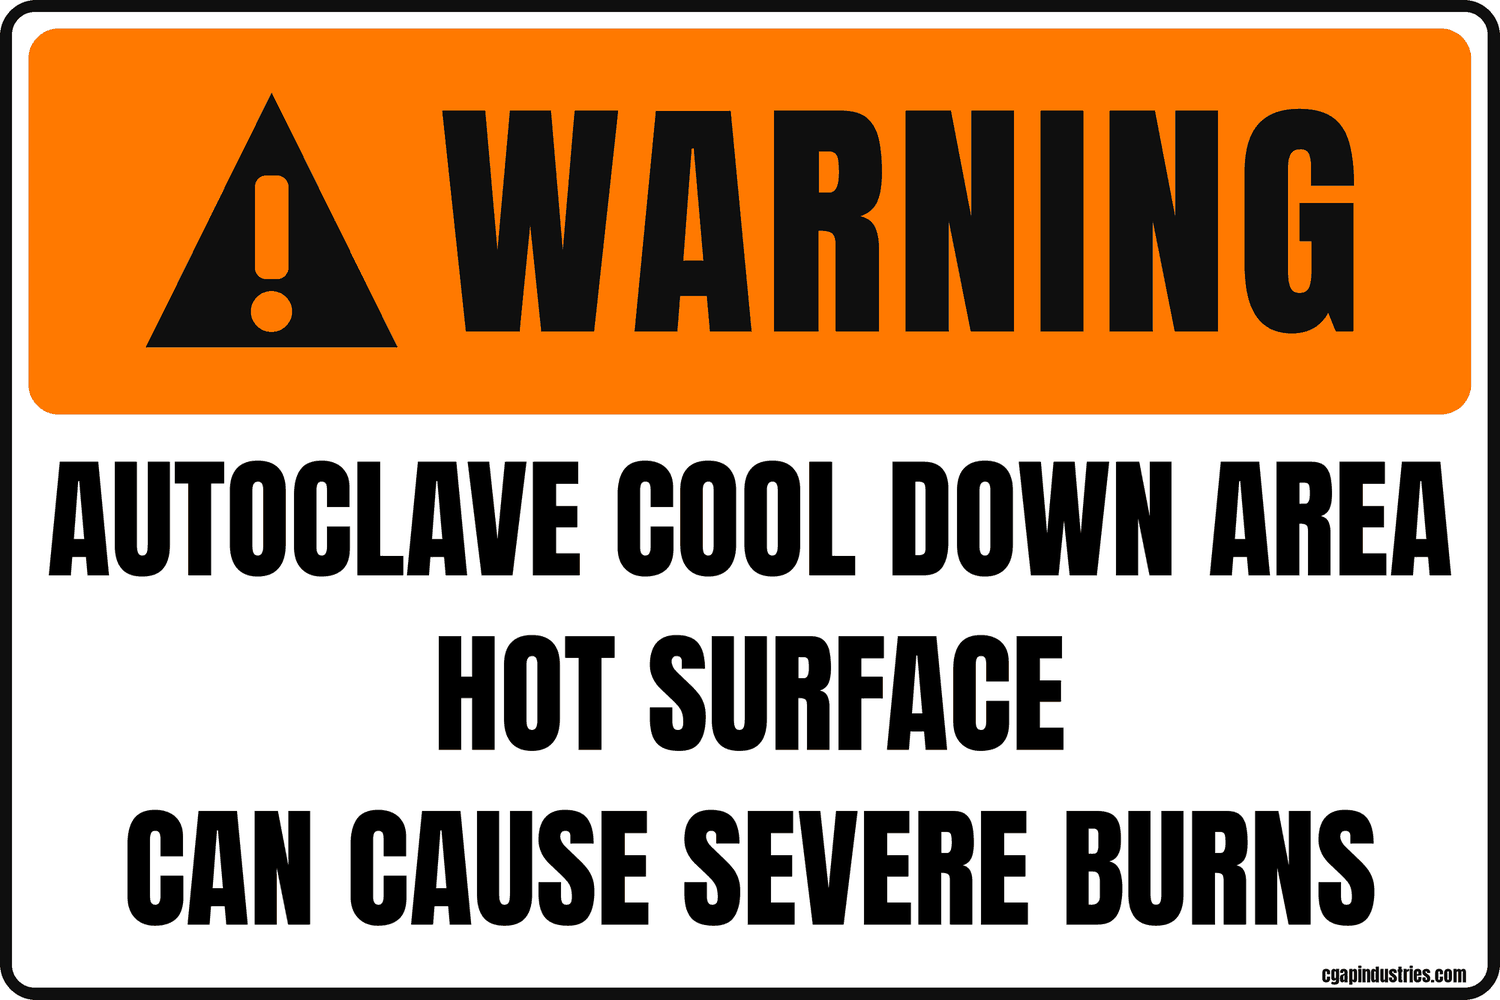 WARNING
AUTOCLAVE COOL DOWN AREA
HOT SURFACE
CAN CAUSE SEVERE BURNS
cgapindustries.com